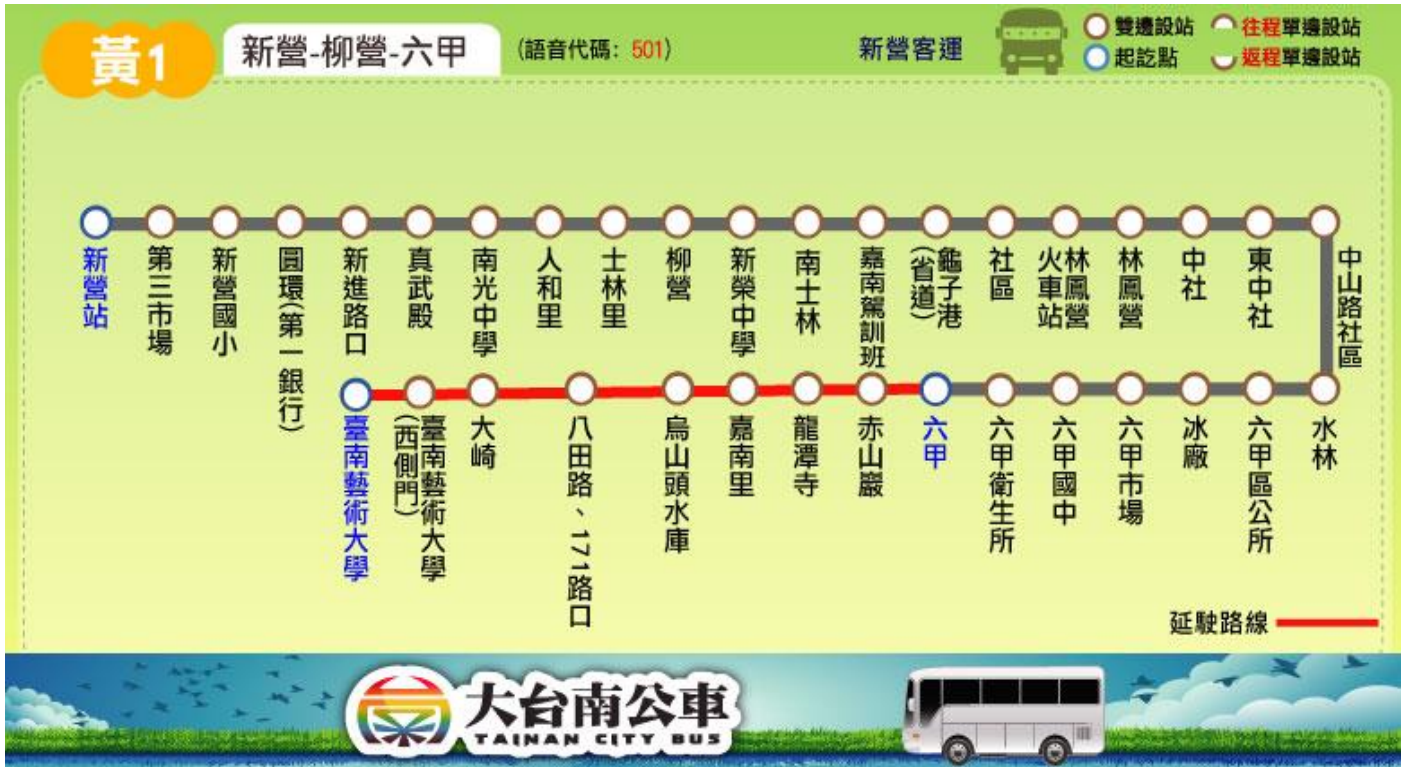 黃1
新營-柳營-六甲
(語音代碼: 501)
新營客運
雙邊設站
往程單邊設站
起訖點
返程單邊設站
新營站
第三市場
新營國小
圓環(第一銀行)
新進路口
真武殿
南光中學
人和里
士林里
柳營
新榮中學
南士林
嘉南駕訓班
龜子港
(省道)
社區
林鳳營
火車站
林鳳營
中社
東中社
中山路社區
臺南藝術大學
臺南藝術大學
(西側門)
大崎
八田路、171路口
烏山頭水庫
嘉南里
龍潭寺
赤山巖
六甲
六甲衛生所
六甲國中
六甲市場
冰廠
六甲區公所
水林
延駛路線
大台南公車
TAINAN CITY BUS